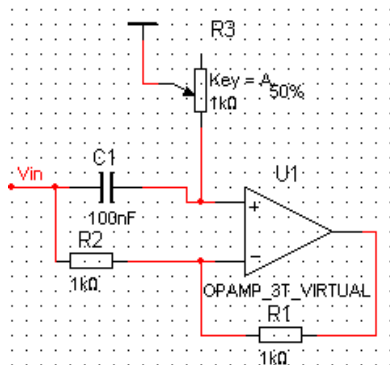 R3
Key = A
50%
1kΩ
Vin
C1
100nF
U1
R2
1kΩ
OPAMP_3T_VIRTUAL
R1
1kΩ